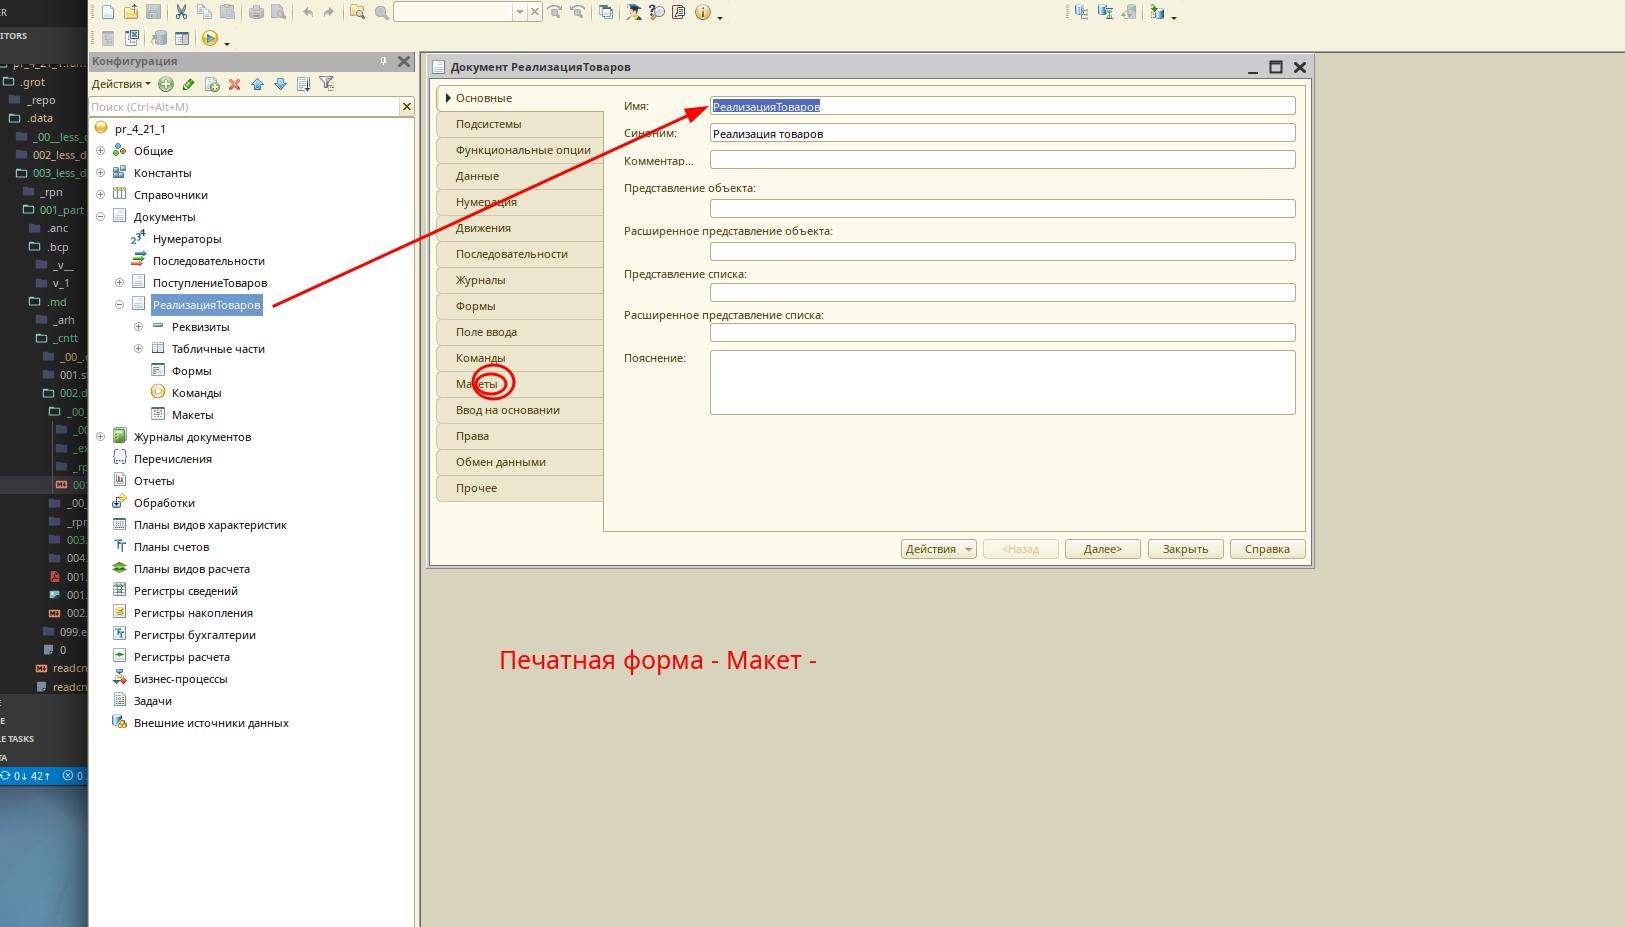 ER
ITORS
.grot
_repo
.data
_00__less_
002_less_d
003_less_d
_rpn
001_part
.anc
.bcp
_v__
v_1
.md
_arh
_cntt
_00_.
001.s
002.d
_00_
_00
_ex
_rp
001
_00_
_rpn
003.
004.
001.
001.
002.
099.e
0
readcn
readcn
E
LE TASKS
TA
0↓ 42↑ 0
Конфигурация
Действия
Поиск (Ctrl+Alt+M)
pr_4_21_1
Общие
Константы
Справочники
Документы
Нумераторы
Последовательности
ПоступлениеТоваров
РеализацияТоваров
Реквизиты
Табличные части
Формы
Команды
Макеты
Журналы документов
Перечисления
Отчеты
Обработки
Планы видов характеристик
Планы счетов
Планы видов расчета
Регистры сведений
Регистры накопления
Регистры бухгалтерии
Регистры расчета
Бизнес-процессы
Задачи
Внешние источники данных
Документ РеализацияТоваров
Основные
Подсистемы
Функциональные опции
Данные
Нумерация
Движения
Последовательности
Журналы
Формы
Поле ввода
Команды
Макеты
Ввод на основании
Права
Обмен данными
Прочее
Имя: РеализацияТоваров
Синоним: Реализация товаров
Комментар...
Представление объекта:
Расширенное представление объекта:
Представление списка:
Расширенное представление списка:
Пояснение:
Действия <Назад Далее> Закрыть Справка
Печатная форма - Макет -